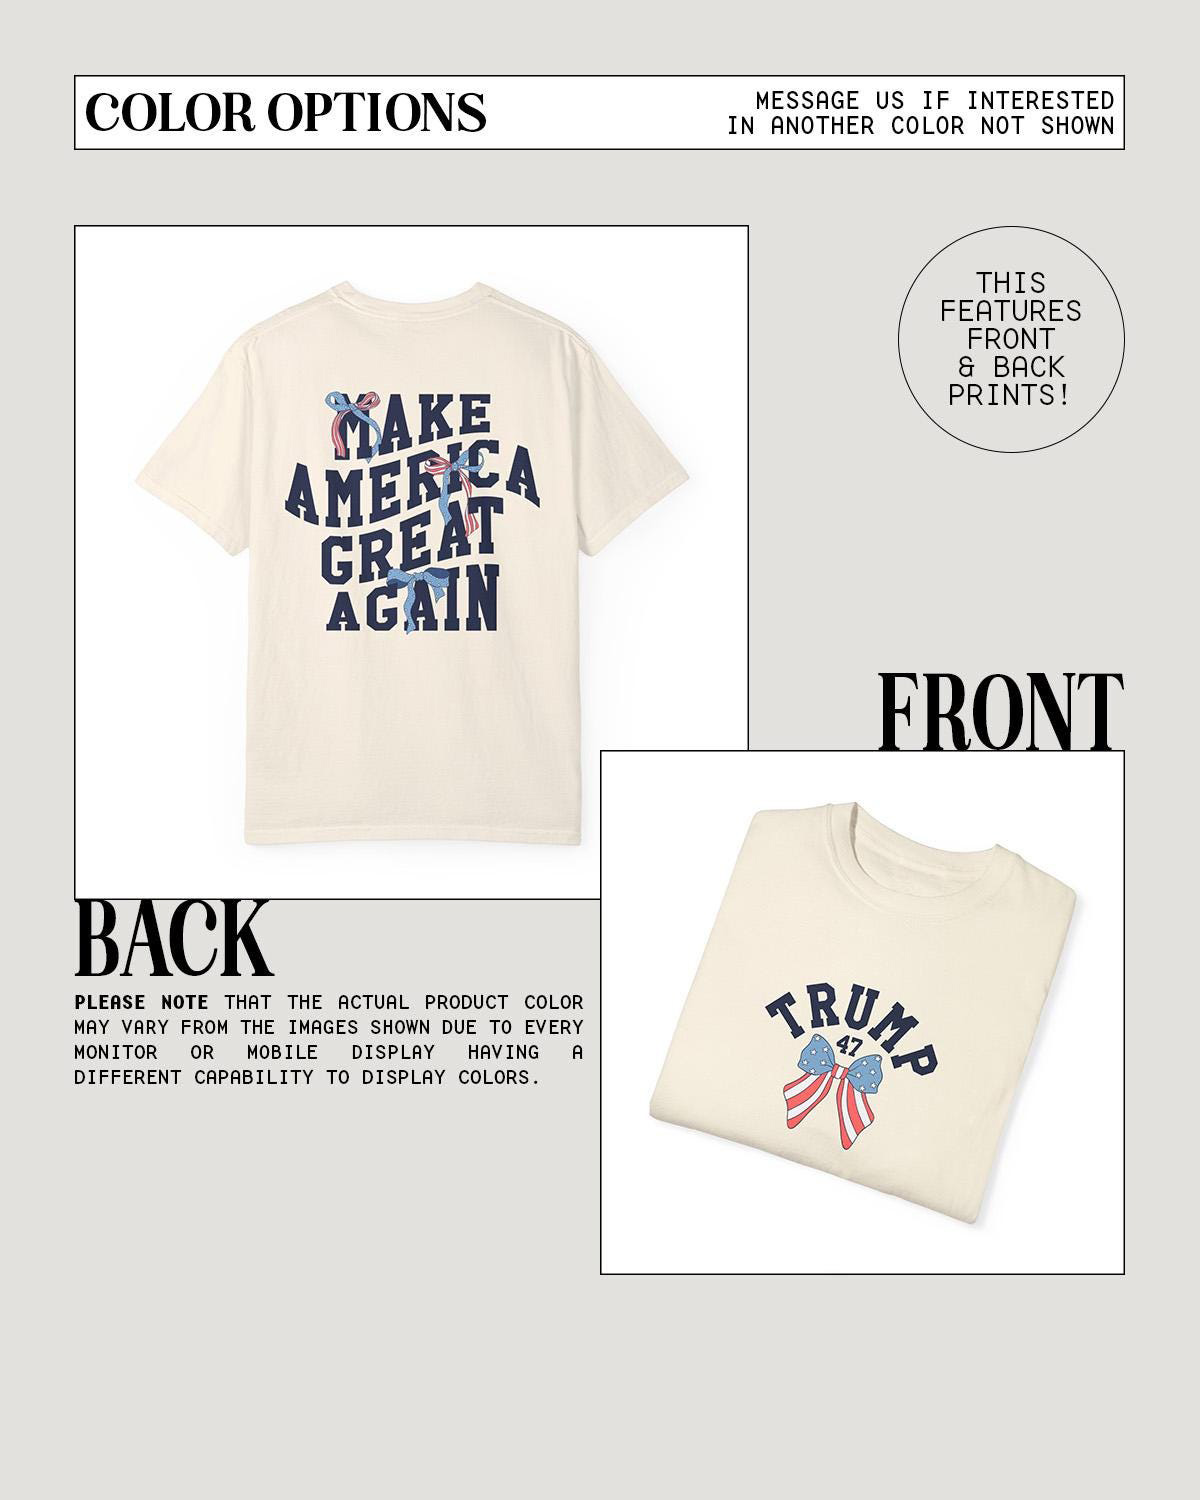 COLOR OPTIONS
MESSAGE US IF INTERESTED
IN ANOTHER COLOR NOT SHOWN
THIS
FEATURES
FRONT
& BACK
PRINTS!
MAKE
AMERICA
GREAT
AGAIN
BACK
PLEASE NOTE THAT THE ACTUAL PRODUCT COLOR
MAY VARY FROM THE IMAGES SHOWN DUE TO EVERY
MONITOR OR MOBILE DISPLAY HAVING A
DIFFERENT CAPABILITY TO DISPLAY COLORS.
FRONT
TRUMP
47